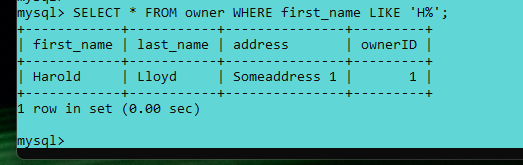 mysql> SELECT * FROM owner WHERE first_name LIKE 'H%';
+------------+-----------+---------------+---------+
| first_name | last_name | address       | ownerID |
+------------+-----------+---------------+---------+
| Harold     | Lloyd     | Someaddress 1 |       1 |
+------------+-----------+---------------+---------+
1 row in set (0.00 sec)
mysql>